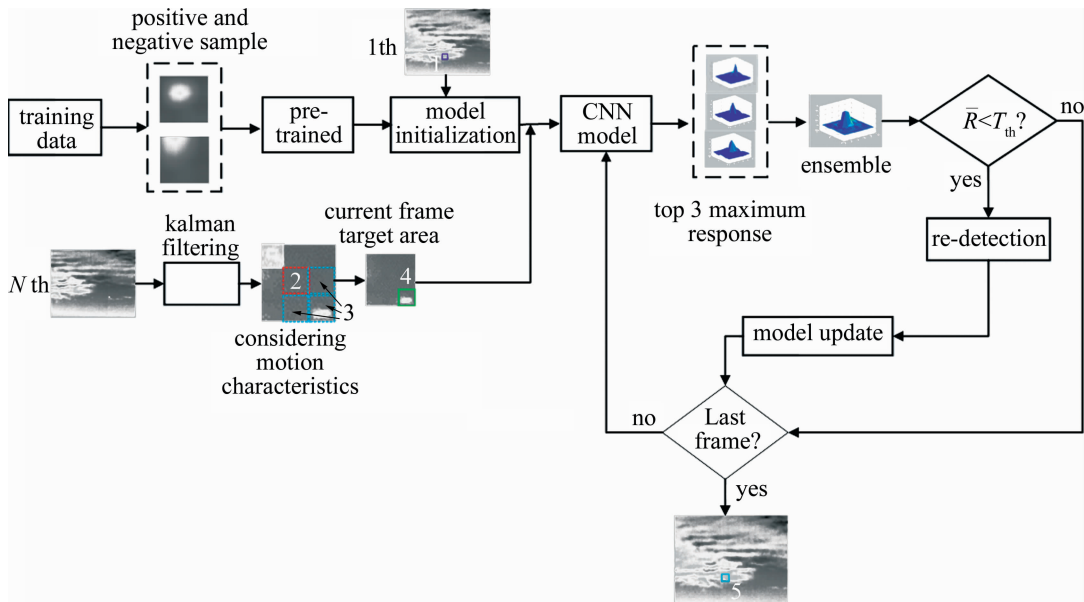 positive and
negative sample
1th
training
data
pre-
trained
model
initialization
CNN
model
top 3 maximum
response
ensemble
R̅<Tth?
no
yes
re-detection
model update
Last
frame?
no
yes
5
N th
kalman
filtering
2
3
considering
motion
characteristics
current frame
target area
4